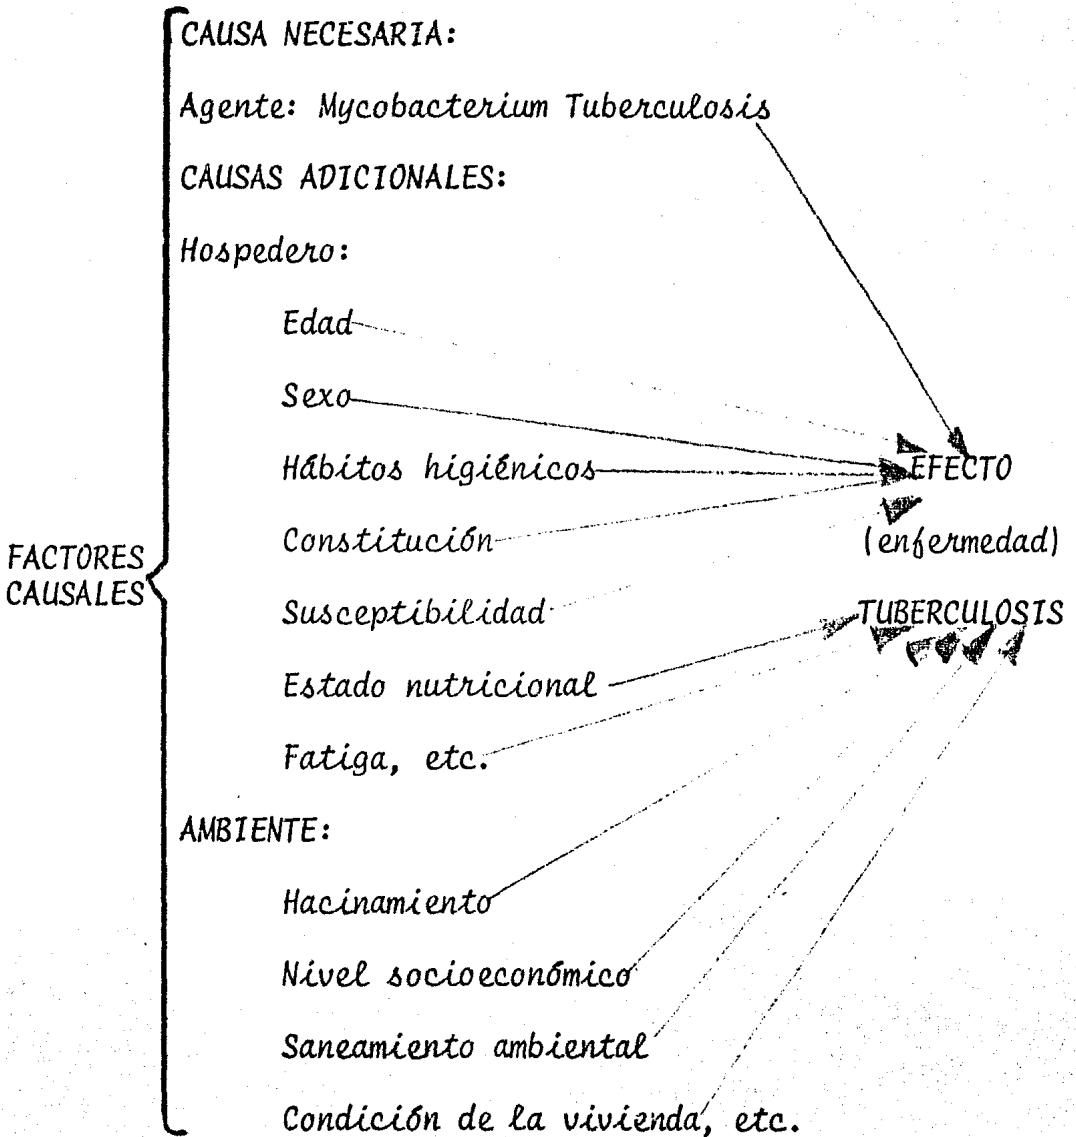 CAUSA NECESARIA:
Agente: Mycobacterium Tuberculosis
CAUSAS ADICIONALES:
Hospedero:
Edad
Sexo
Hábitos higiénicos
EFECTO
Constitución
(enfermedad)
FACTORES
CAUSALES
Susceptibilidad
TUBERCULOSIS
Estado nutricional
Fatiga, etc.
AMBIENTE:
Hacinamiento
Nivel socioeconómico
Saneamiento ambiental
Condición de la vivienda, etc.